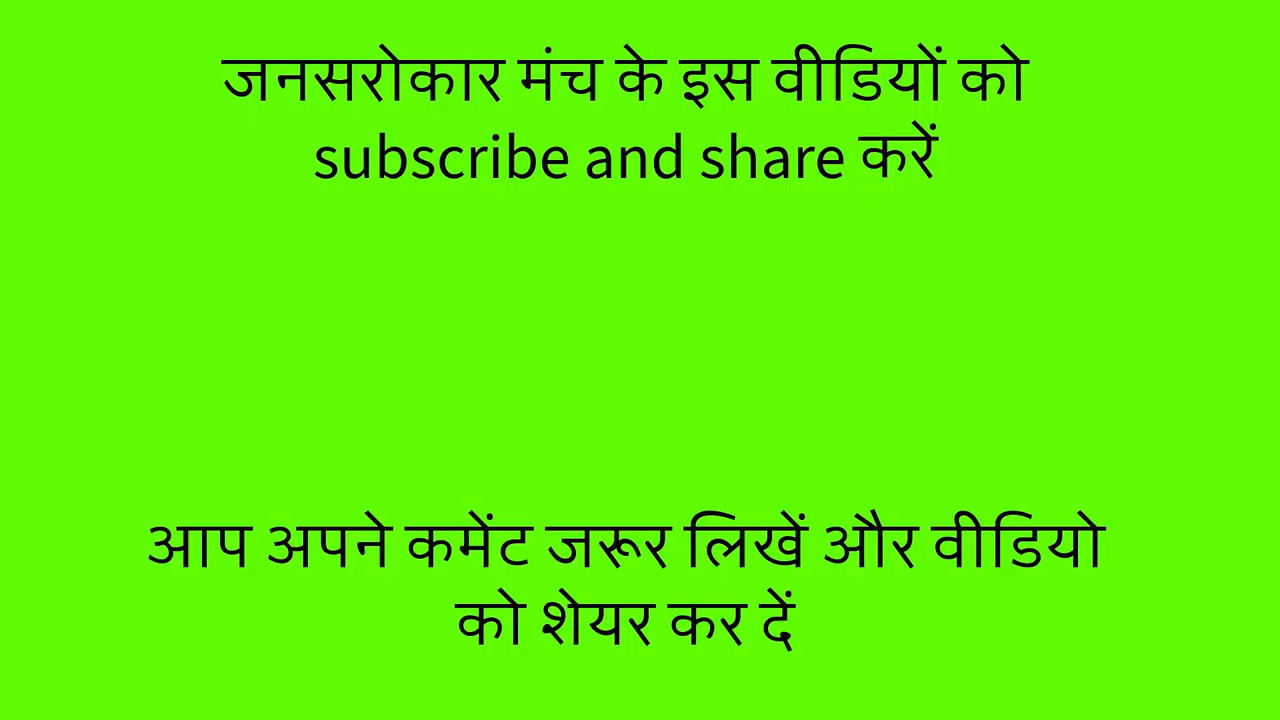 जनसरोकार मंच के इस वीडियों को
subscribe and share करें
आप अपने कमेंट जरूर लिखें और वीडियो
को शेयर कर दें